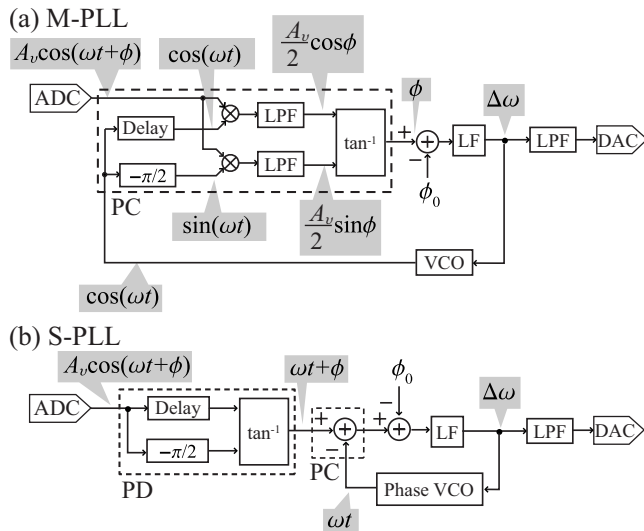 (a) M-PLL
A_v cos(ωt+ϕ)
cos(ωt)
A_v/2 cosϕ
ADC
Delay
LPF
tan⁻¹
ϕ
+
−
ϕ₀
LF
Δω
LPF
DAC
−π/2
LPF
PC
sin(ωt)
A_v/2 sinϕ
VCO
cos(ωt)
(b) S-PLL
A_v cos(ωt+ϕ)
ωt+ϕ
ϕ₀
Δω
ADC
Delay
−π/2
tan⁻¹
+
−
PC
+
−
LF
LPF
DAC
PD
Phase VCO
ωt